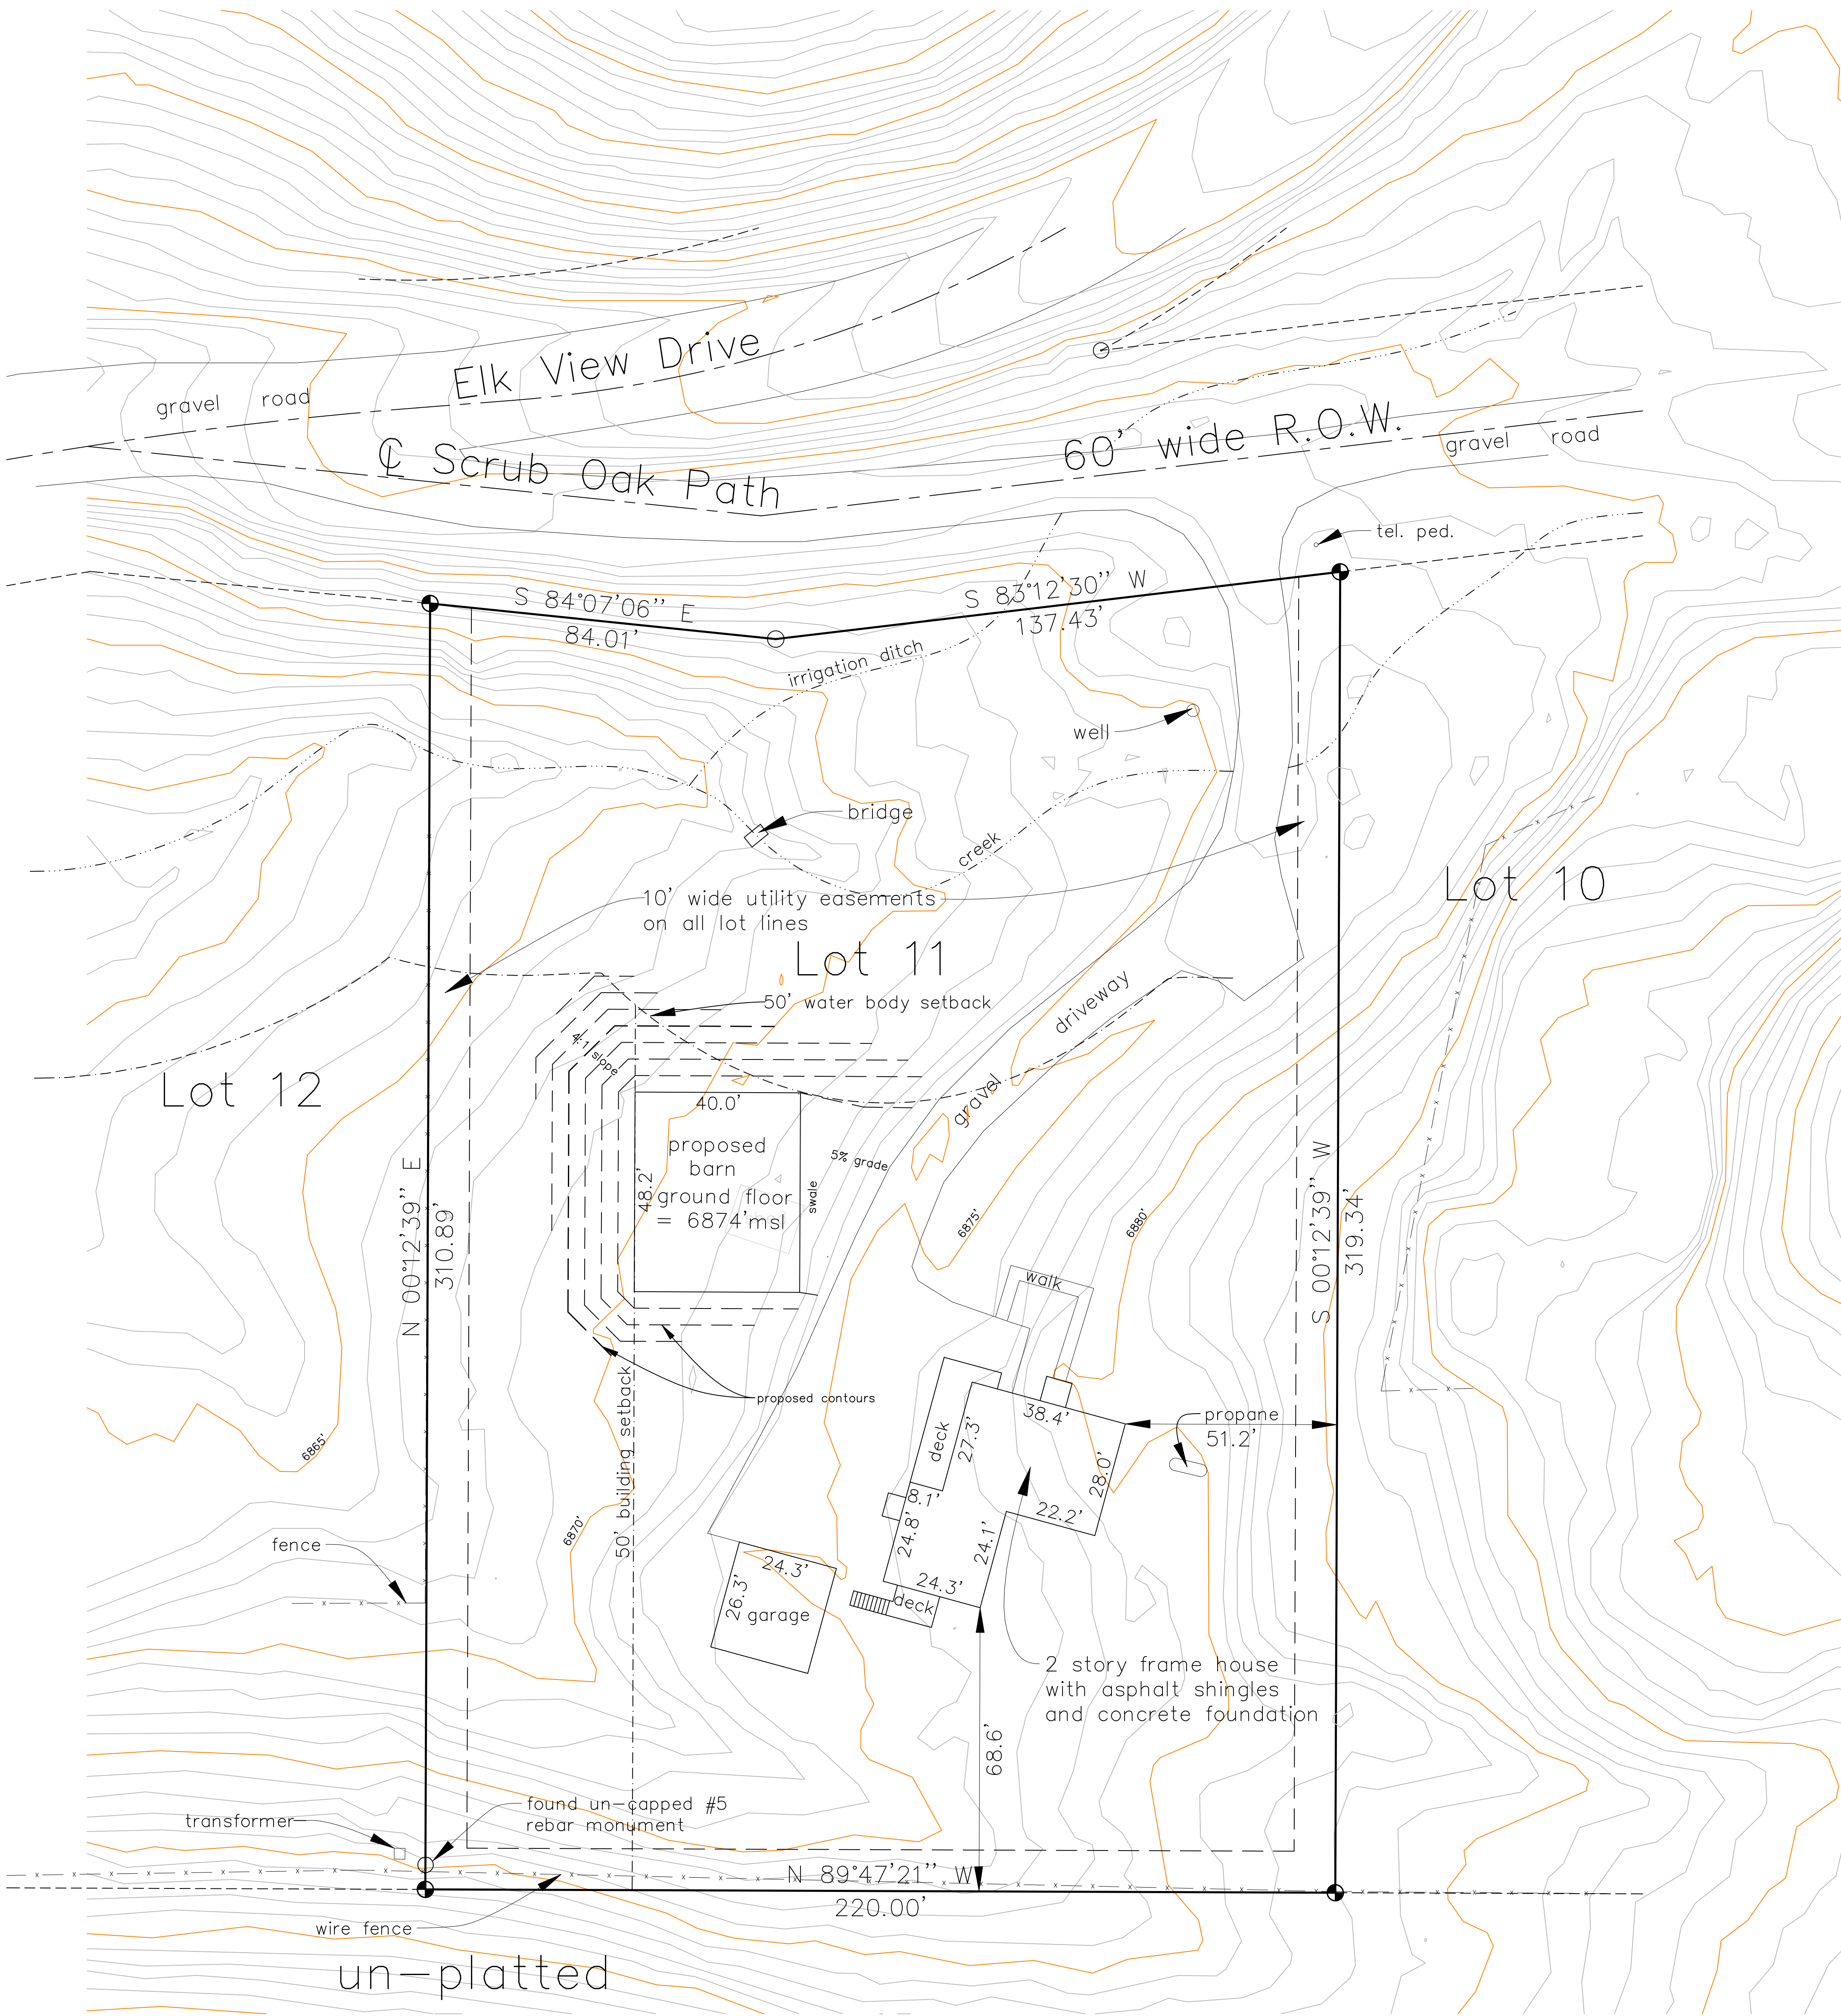 Elk View Drive
gravel road
60' wide R.O.W.
gravel road
℄ Scrub Oak Path
tel. ped.
S 84°07'06'' E
84.01'
S 83°12'30'' W
137.43'
irrigation ditch
well
bridge
creek
10' wide utility easements
on all lot lines
Lot 10
Lot 11
50' water body setback
driveway
gravel
4:1 slope
Lot 12
40.0'
proposed
barn
ground floor
= 6874'msl
48.2'
5% grade
swale
N 00°12'39'' E
310.89'
S 00°12'39'' W
319.34'
6875'
6880'
walk
proposed contours
50' building setback
6865'
6870'
deck
27.3'
38.4'
propane
51.2'
28.0'
8.1'
22.2'
24.8'
24.1'
24.3'
deck
fence
24.3'
26.3'
garage
2 story frame house
with asphalt shingles
and concrete foundation
68.6'
found un-capped #5
rebar monument
transformer
N 89°47'21'' W
220.00'
wire fence
un-platted